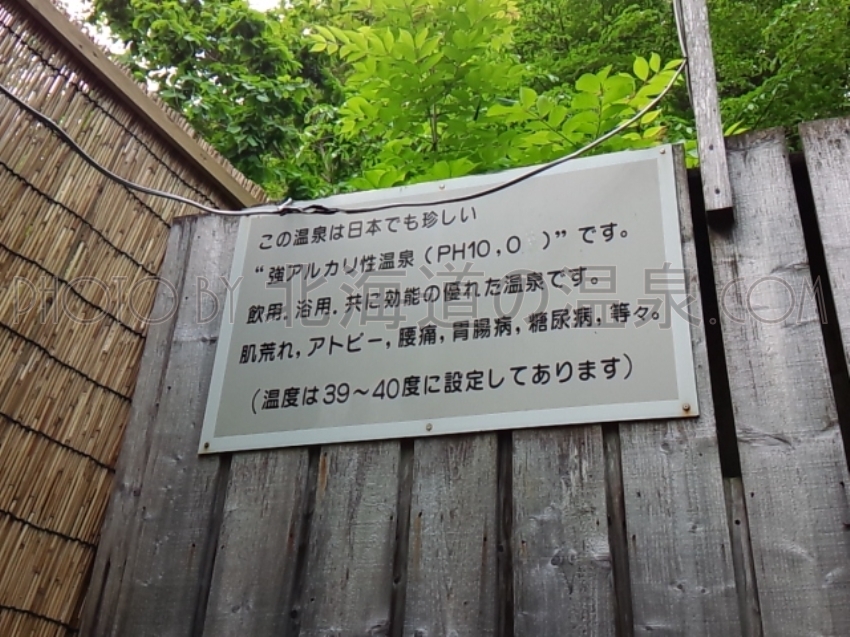 この温泉は日本でも珍しい
“強アルカリ性温泉（PH10,0　）”です。
飲用.浴用.共に効能の優れた温泉です。
肌荒れ,アトピー,腰痛,胃腸病,糖尿病,等々。
（温度は39〜40度に設定してあります）
PHOTO BY 北海道の温泉.COM